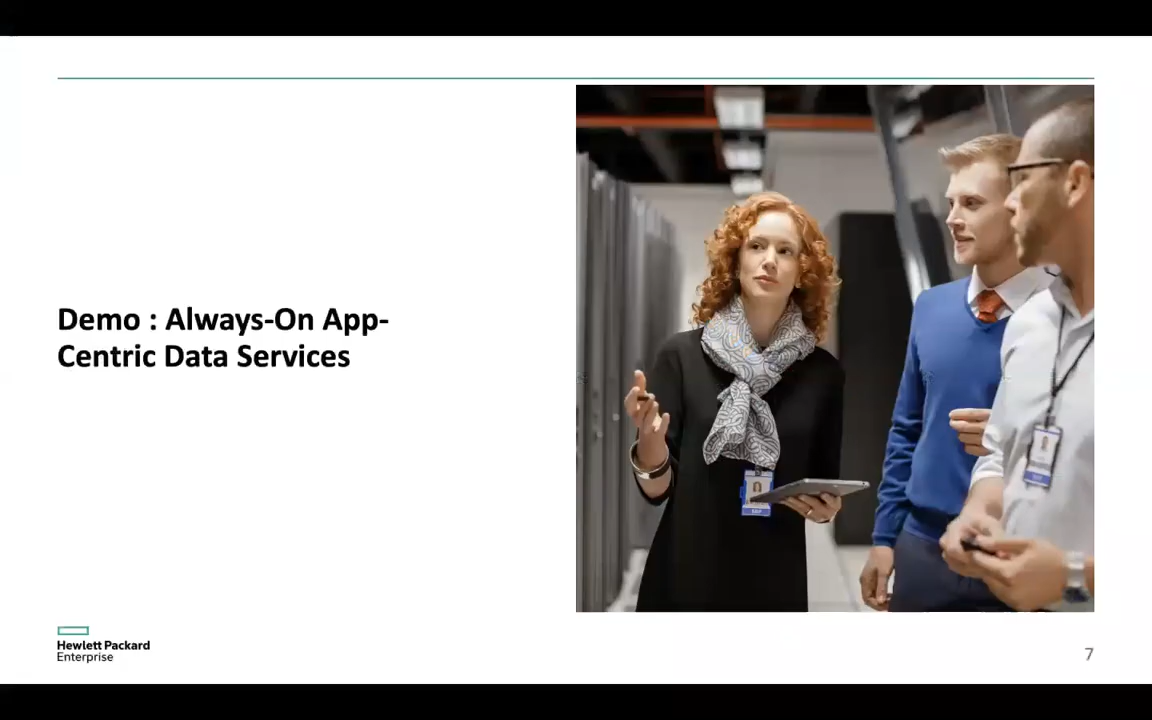 Demo : Always-On App-
Centric Data Services
Hewlett Packard
Enterprise
7